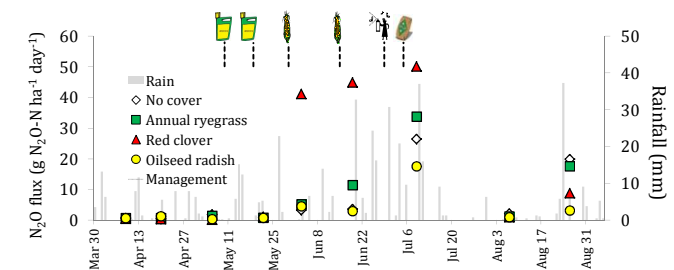 60
50
40
30
20
10
0
N₂O flux (g N₂O-N ha⁻¹ day⁻¹)
50
40
30
20
10
0
Rainfall (mm)
Rain
No cover
Annual ryegrass
Red clover
Oilseed radish
Management
Mar 30
Apr 13
Apr 27
May 11
May 25
Jun 8
Jun 22
Jul 6
Jul 20
Aug 3
Aug 17
Aug 31